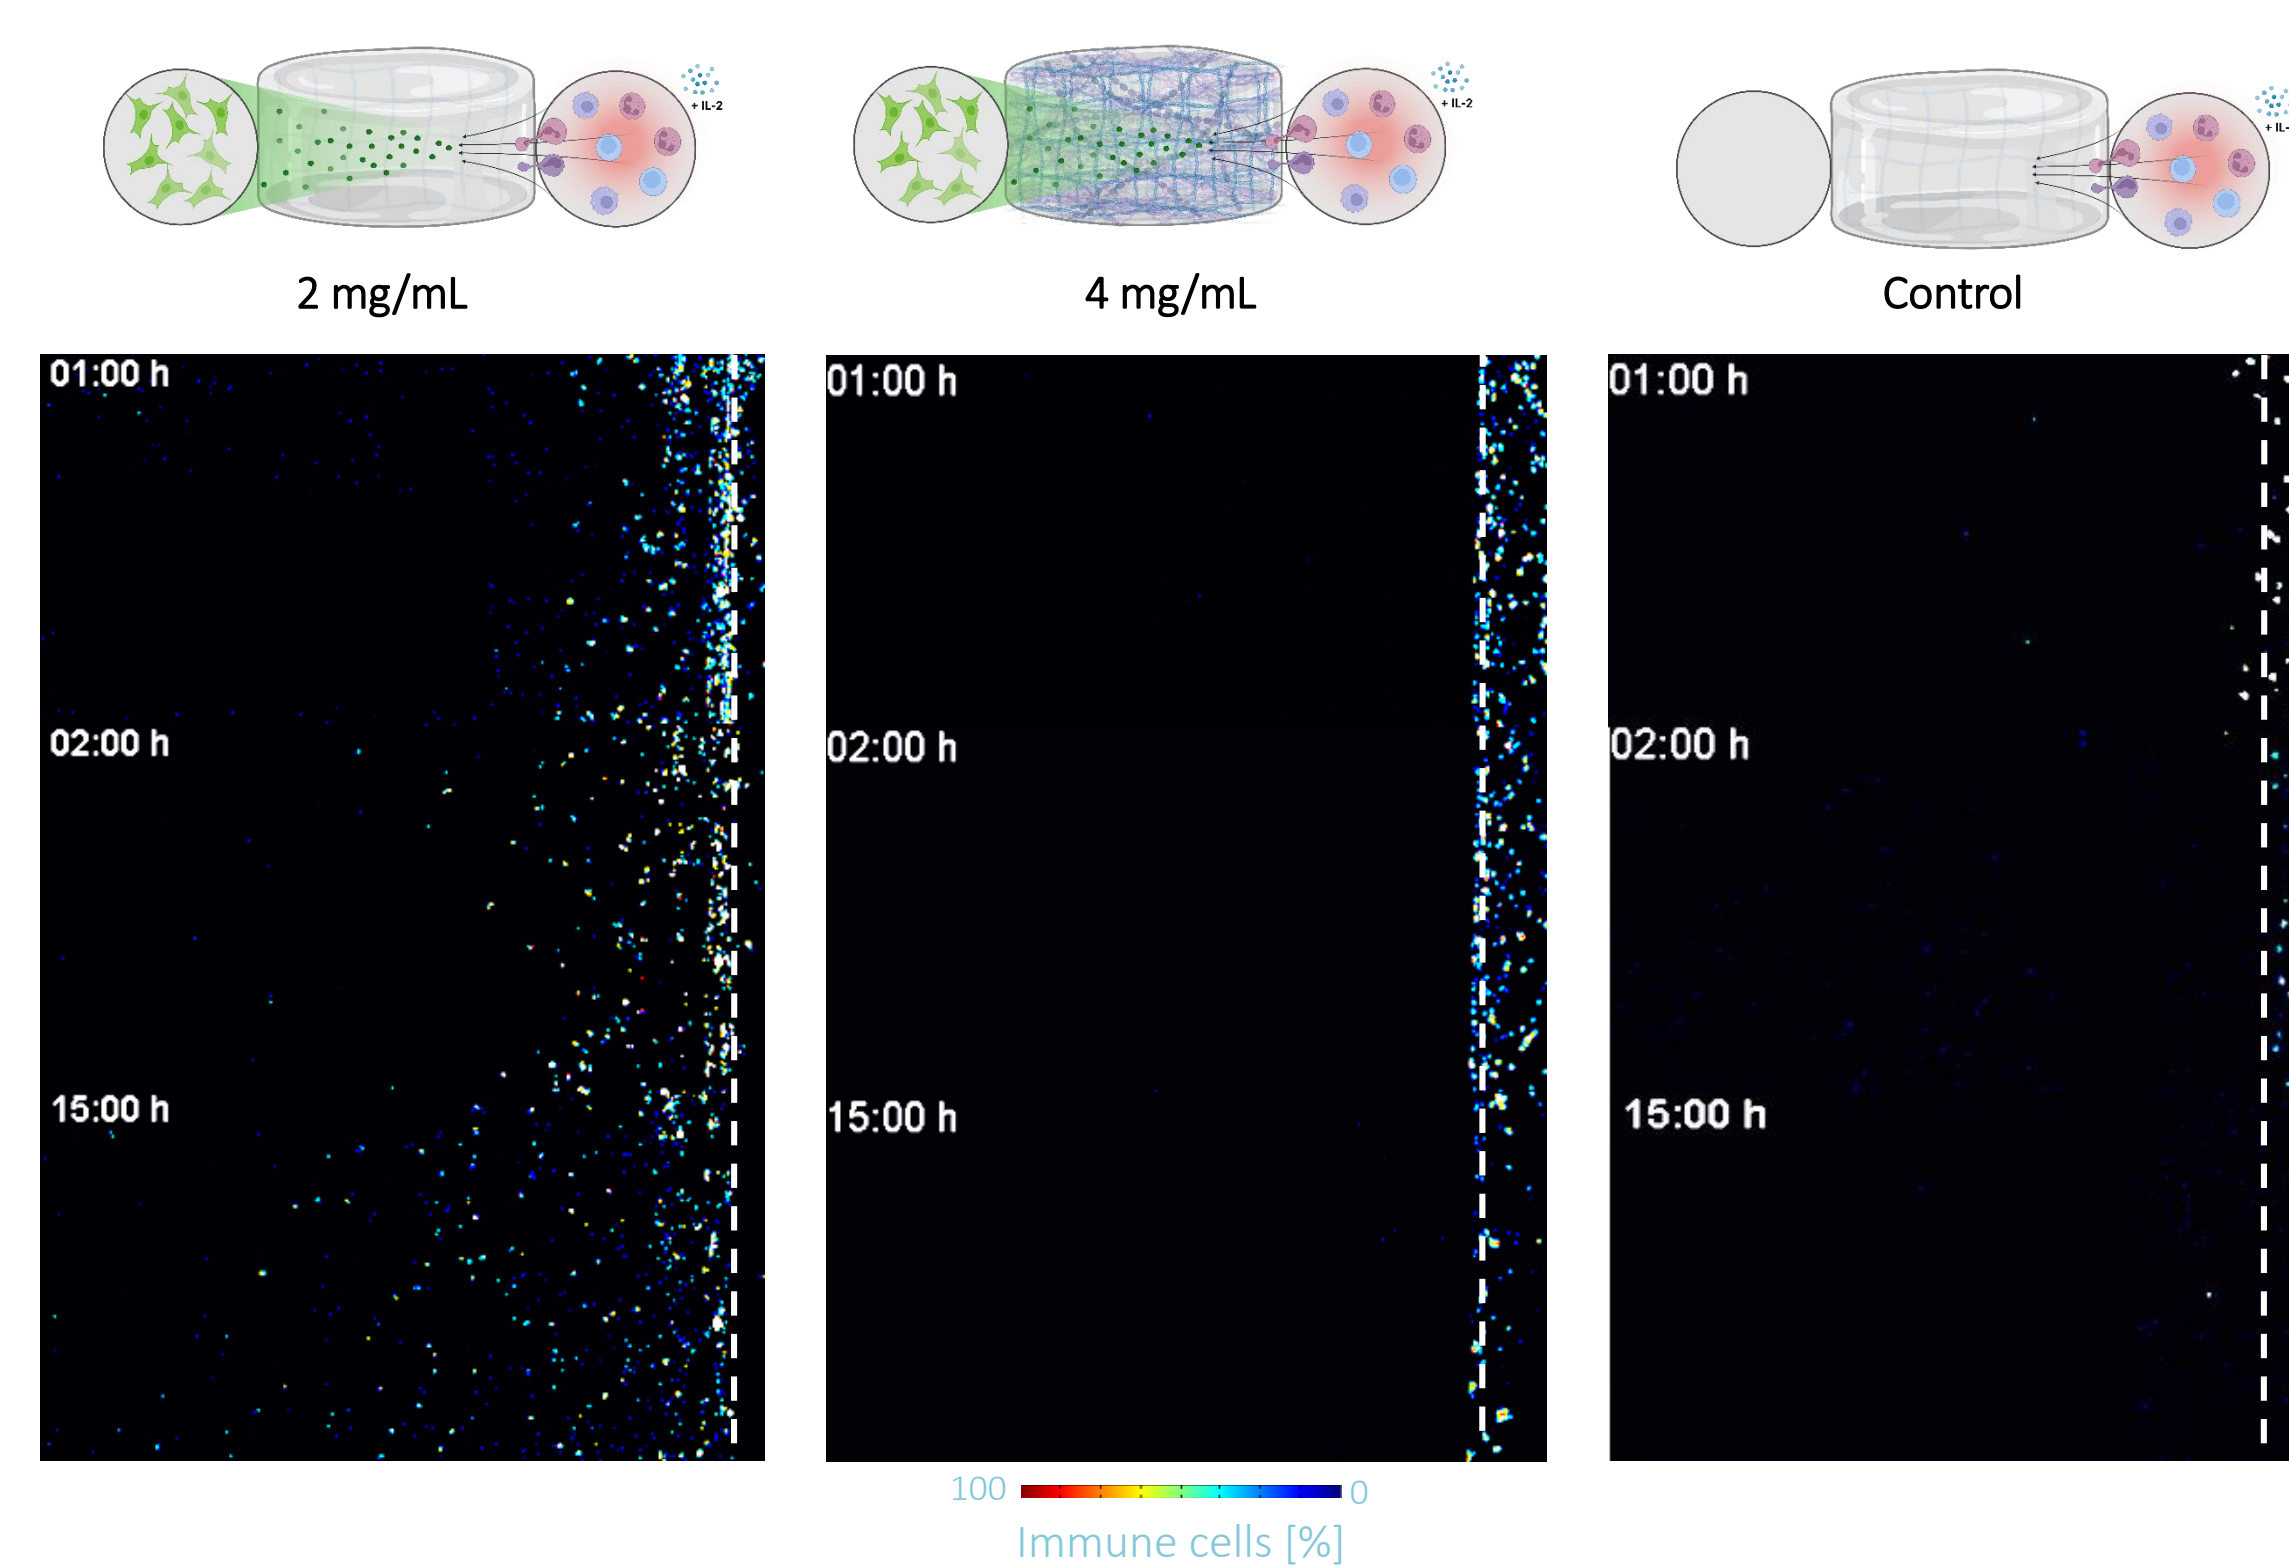 + IL-2
+ IL-2
+ IL-
2 mg/mL
4 mg/mL
Control
01:00 h
01:00 h
01:00 h
02:00 h
02:00 h
02:00 h
15:00 h
15:00 h
15:00 h
100
0
Immune cells [%]